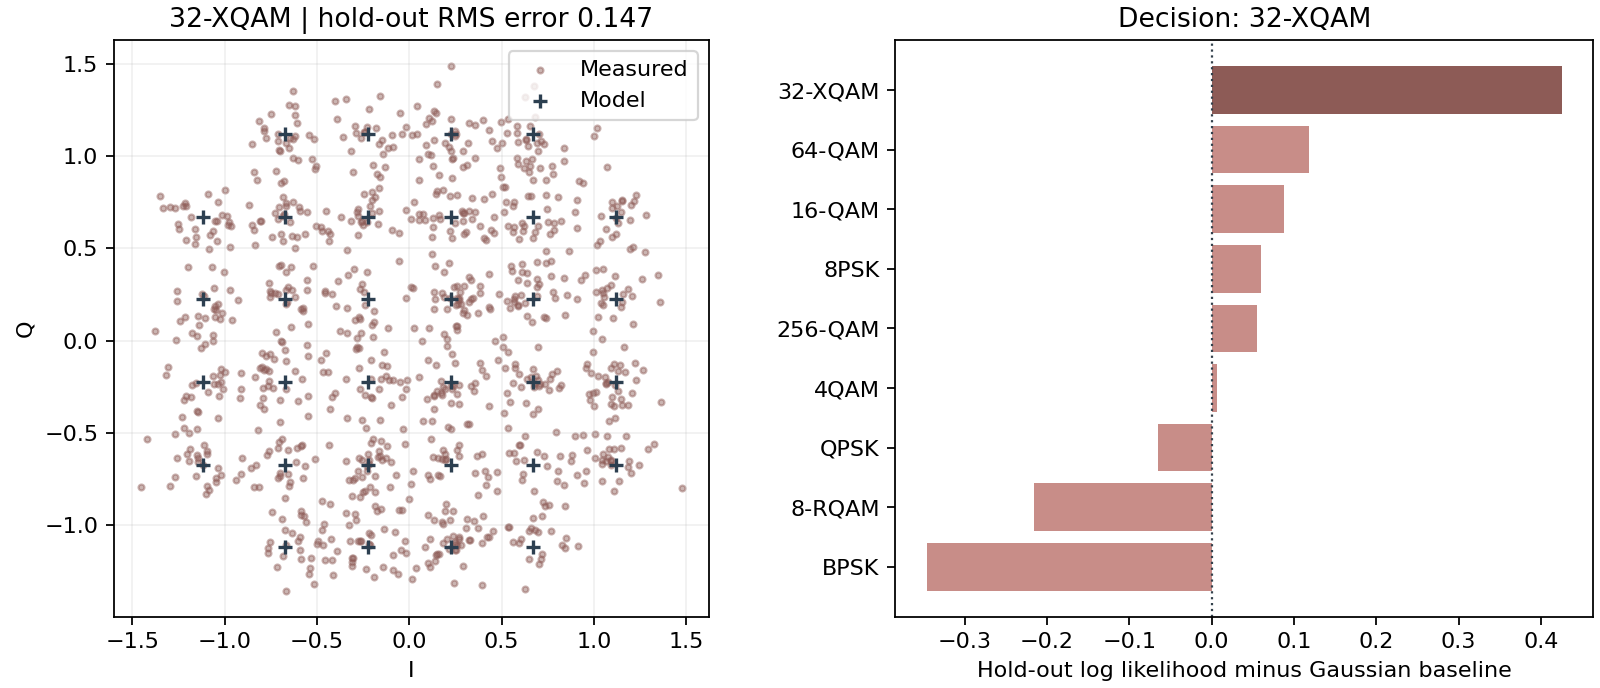 32-XQAM | hold-out RMS error 0.147
Measured
Model
1.5
1.0
0.5
0.0
−0.5
−1.0
Q
−1.5
−1.0
−0.5
0.0
0.5
1.0
1.5
I
Decision: 32-XQAM
32-XQAM
64-QAM
16-QAM
8PSK
256-QAM
4QAM
QPSK
8-RQAM
BPSK
−0.3
−0.2
−0.1
0.0
0.1
0.2
0.3
0.4
Hold-out log likelihood minus Gaussian baseline